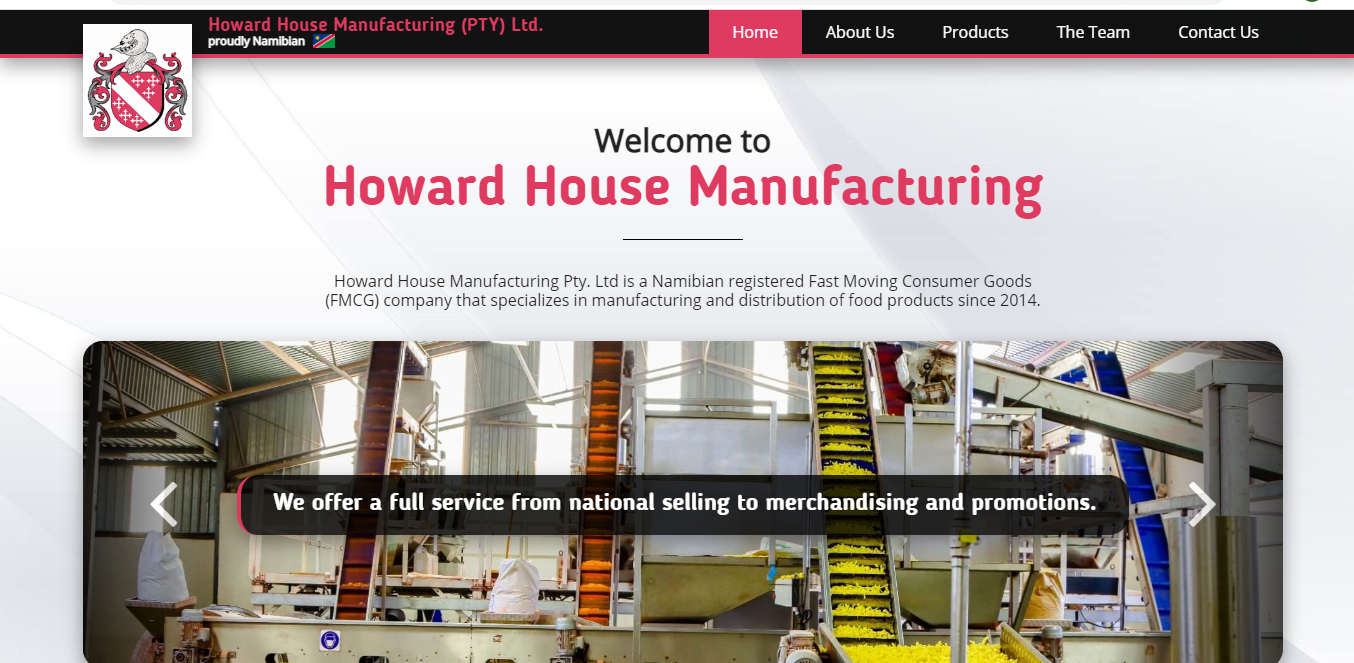 Howard House Manufacturing (PTY) Ltd.
proudly Namibian
Home About Us Products The Team Contact Us
Welcome to
Howard House Manufacturing
Howard House Manufacturing Pty. Ltd is a Namibian registered Fast Moving Consumer Goods
(FMCG) company that specializes in manufacturing and distribution of food products since 2014.
We offer a full service from national selling to merchandising and promotions.